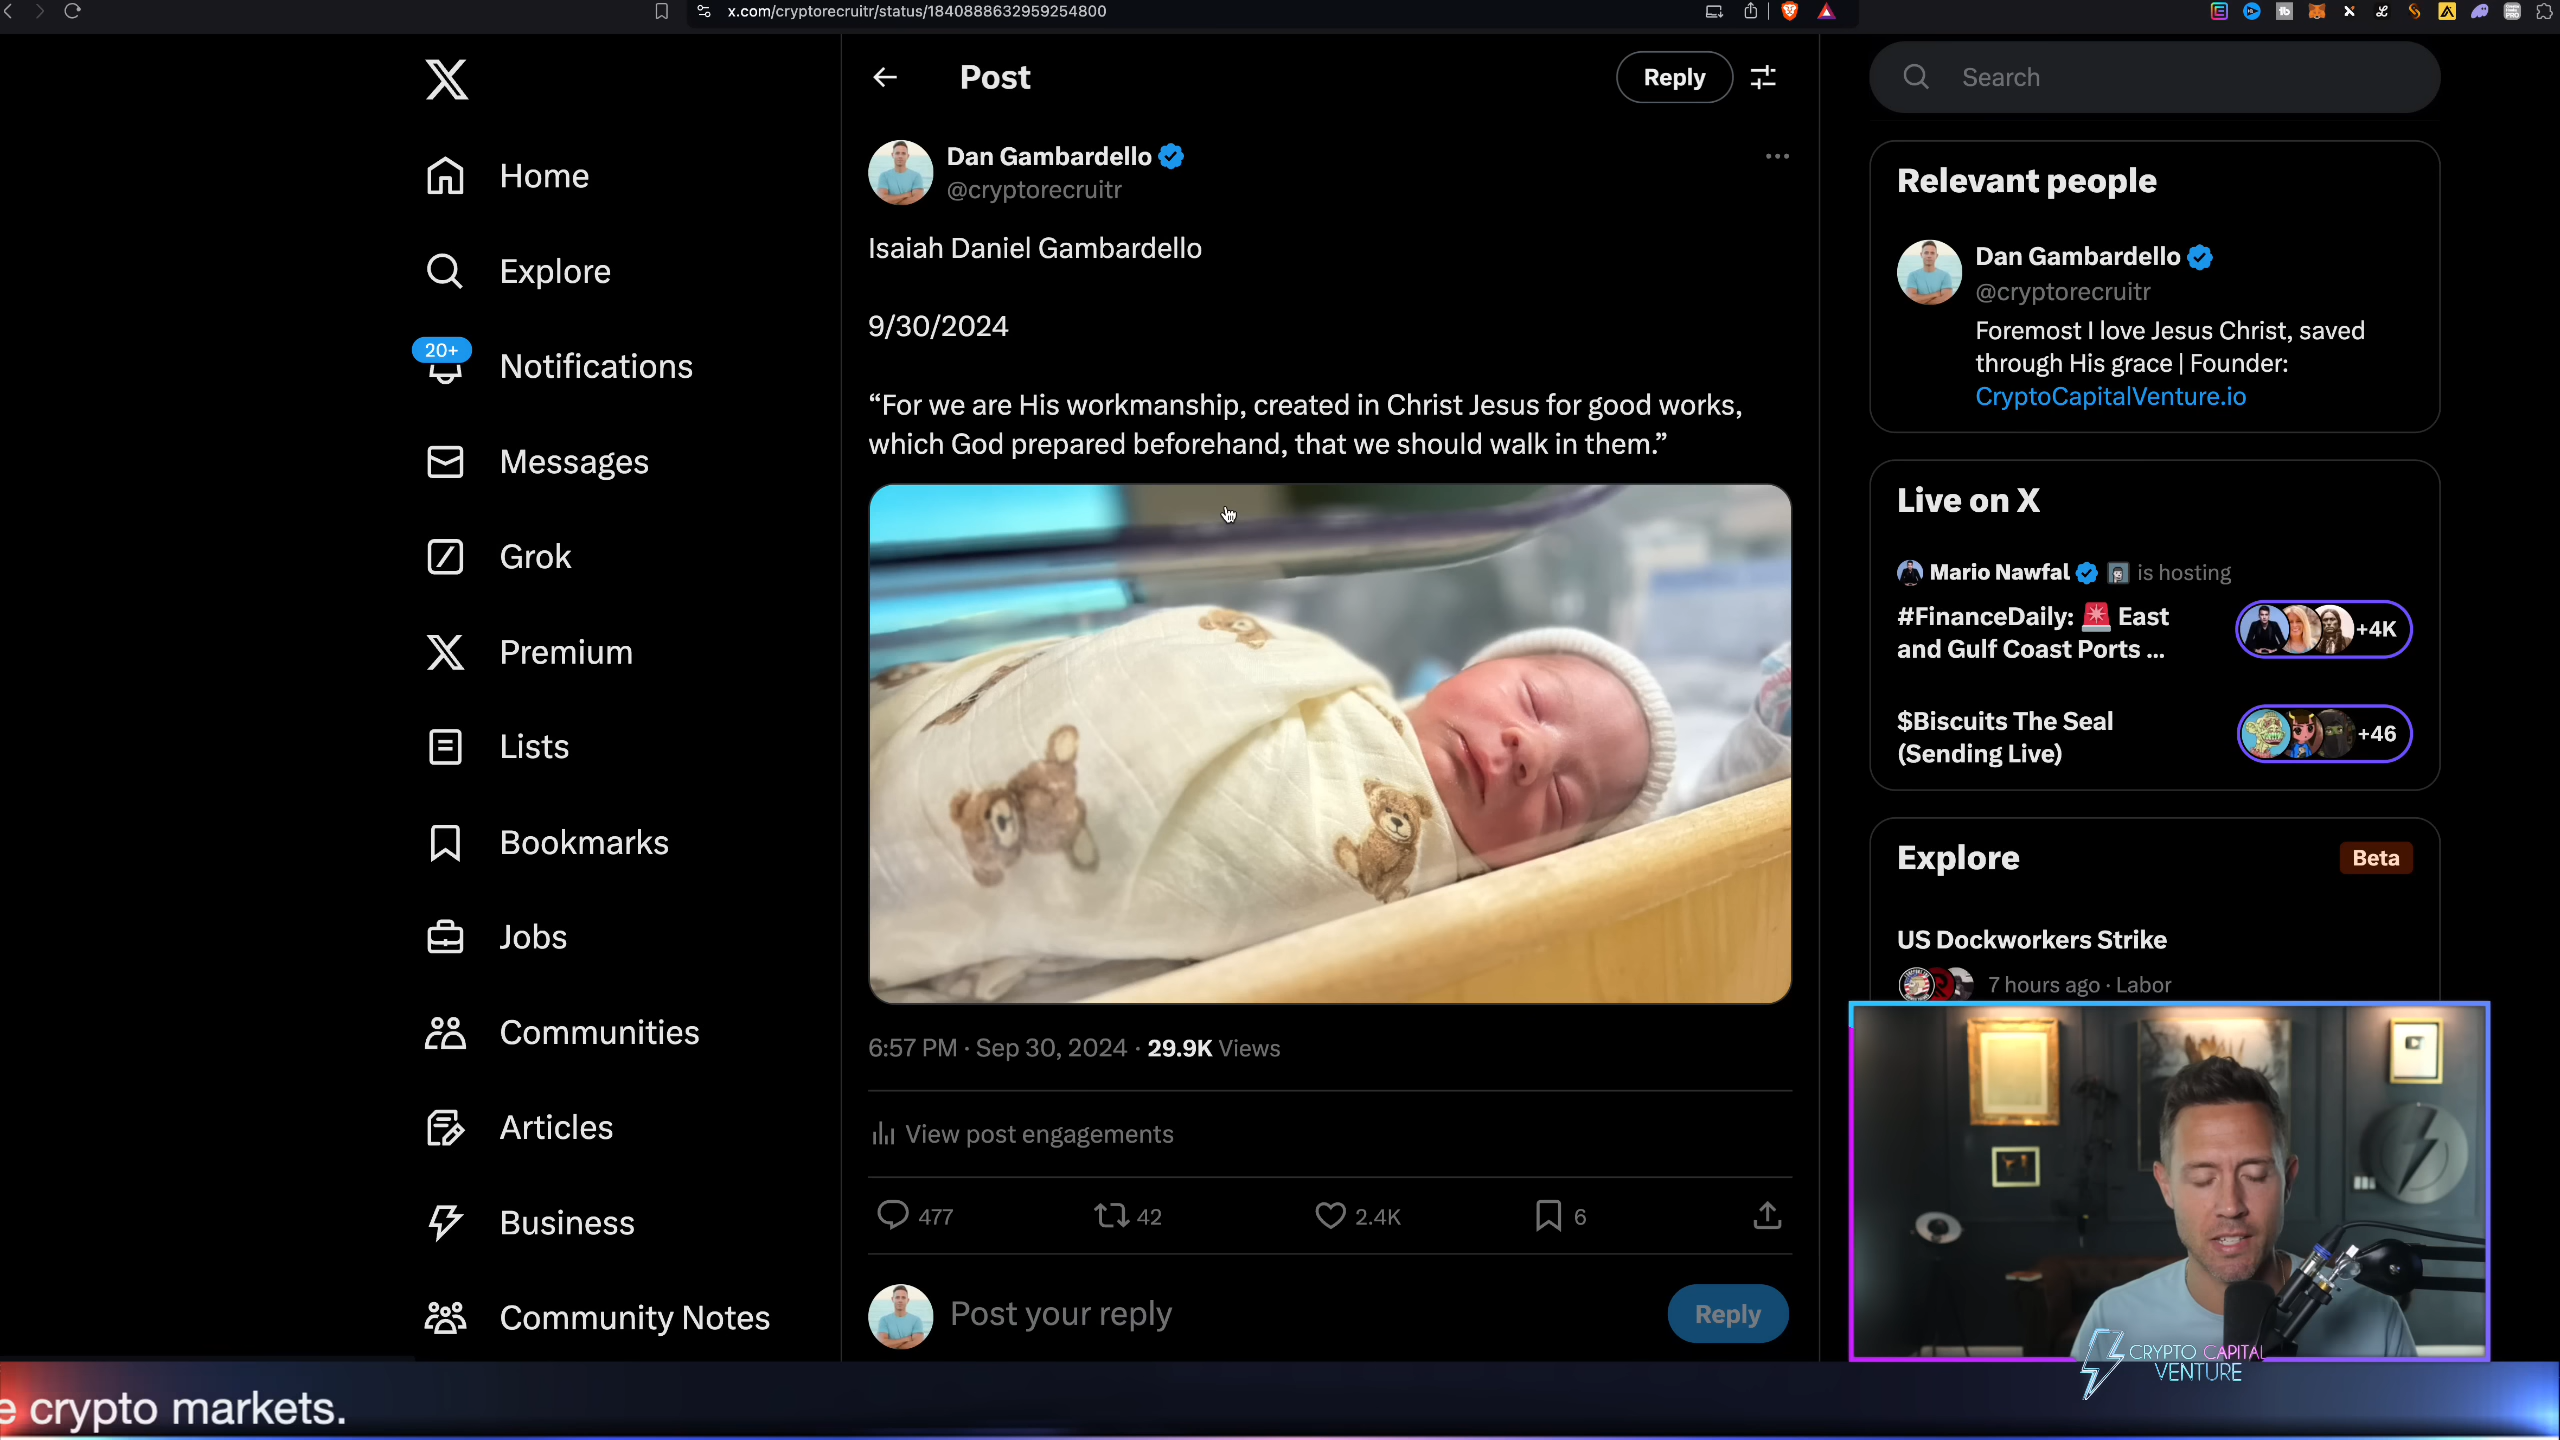 x.com/cryptorecruitr/status/1840888632959254800
Home
Explore
20+
Notifications
Messages
Grok
Premium
Lists
Bookmarks
Jobs
Communities
Articles
Business
Community Notes
Post
Reply
Dan Gambardello
@cryptorecruitr
Isaiah Daniel Gambardello
9/30/2024
“For we are His workmanship, created in Christ Jesus for good works,
which God prepared beforehand, that we should walk in them.”
6:57 PM · Sep 30, 2024 · 29.9K Views
View post engagements
477
42
2.4K
6
Post your reply
Reply
Search
Relevant people
Dan Gambardello
@cryptorecruitr
Foremost I love Jesus Christ, saved
through His grace | Founder:
CryptoCapitalVenture.io
Live on X
Mario Nawfal is hosting
#FinanceDaily: 🚨 East
and Gulf Coast Ports ...
+4K
$Biscuits The Seal
(Sending Live)
+46
Explore
Beta
US Dockworkers Strike
7 hours ago · Labor
CRYPTO CAPITAL
VENTURE
e crypto markets.